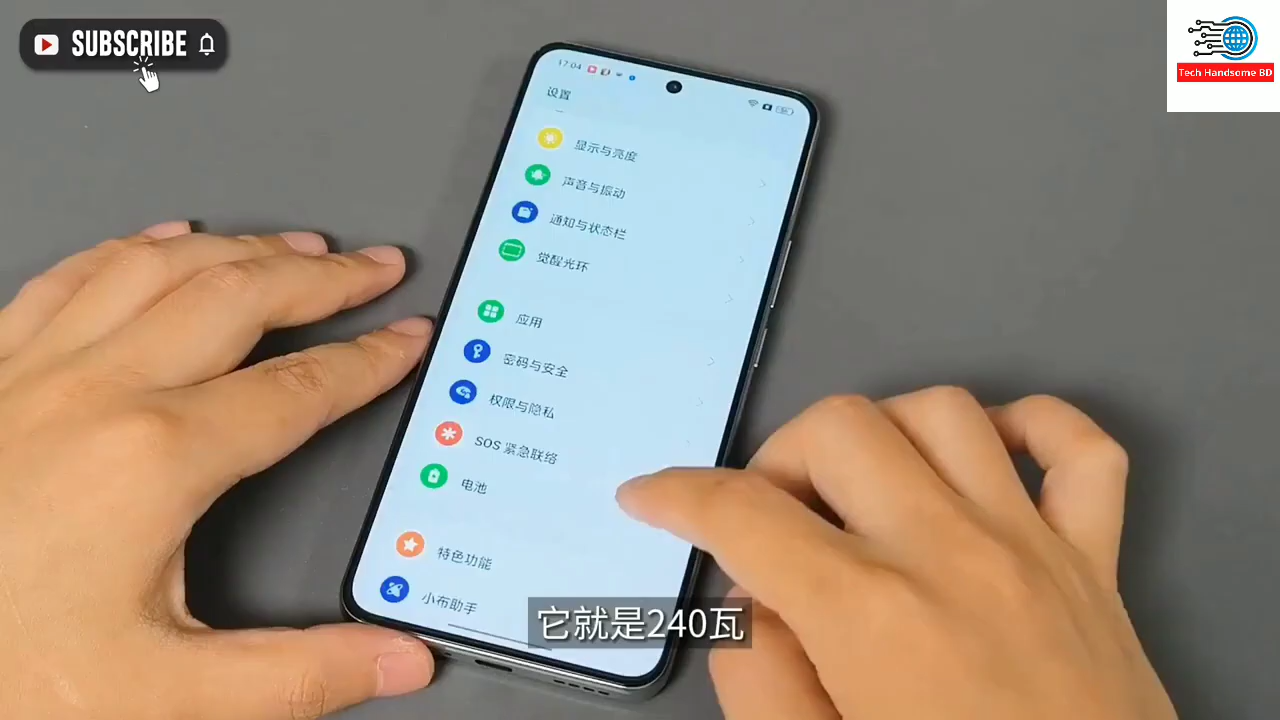 SUBSCRIBE
Tech Handsome BD
17:04
设置
显示与亮度
声音与振动
通知与状态栏
觉醒光环
应用
密码与安全
权限与隐私
SOS 紧急联络
电池
特色功能
小布助手
它就是240瓦